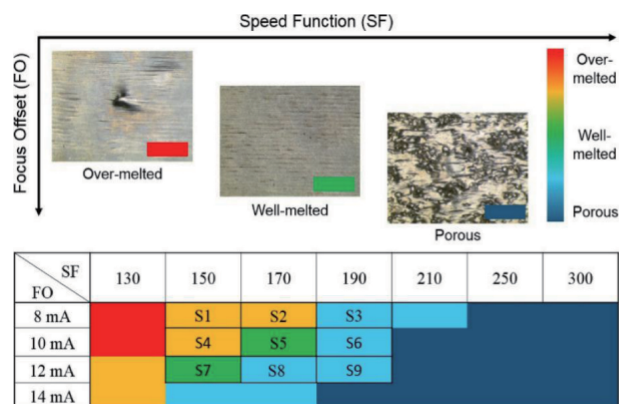 Speed Function (SF)
Focus Offset (FO)
Over-melted
Well-melted
Porous
Over-
melted
Well-
melted
Porous
SF
FO
130 150 170 190 210 250 300
8 mA S1 S2 S3
10 mA S4 S5 S6
12 mA S7 S8 S9
14 mA